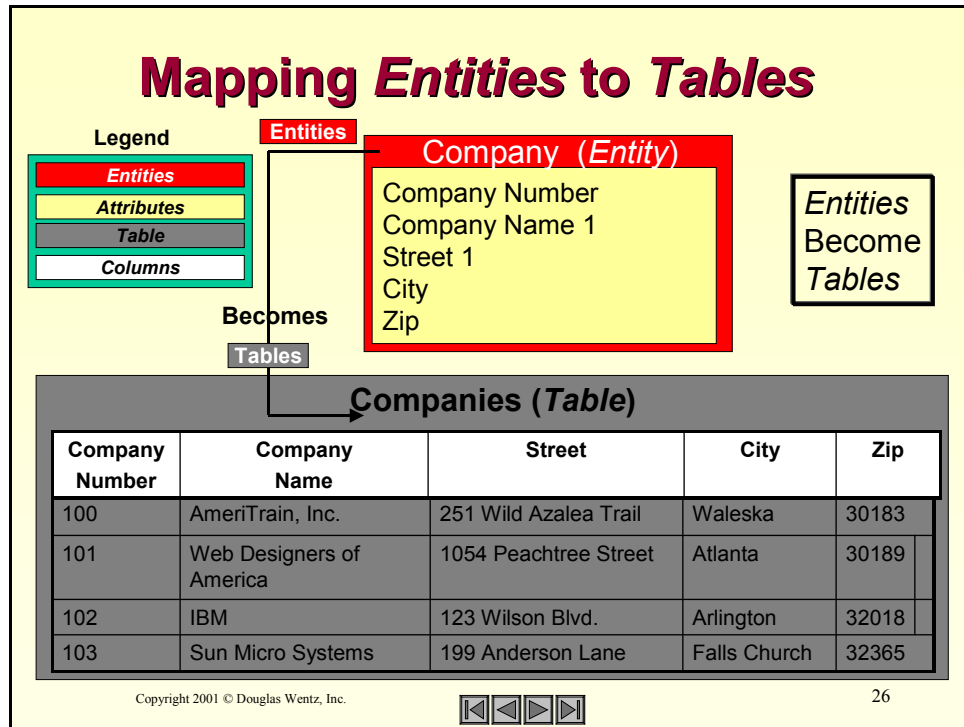 Mapping Entities to Tables
Legend
Entities
Attributes
Table
Columns
Entities
Company (Entity)
Company Number
Company Name 1
Street 1
City
Zip
Entities
Become
Tables
Becomes
Tables
Companies (Table)
Company Number
Company Name
Street
City
Zip
100 AmeriTrain, Inc. 251 Wild Azalea Trail Waleska 30183
101 Web Designers of America 1054 Peachtree Street Atlanta 30189
102 IBM 123 Wilson Blvd. Arlington 32018
103 Sun Micro Systems 199 Anderson Lane Falls Church 32365
Copyright 2001 © Douglas Wentz, Inc.
26